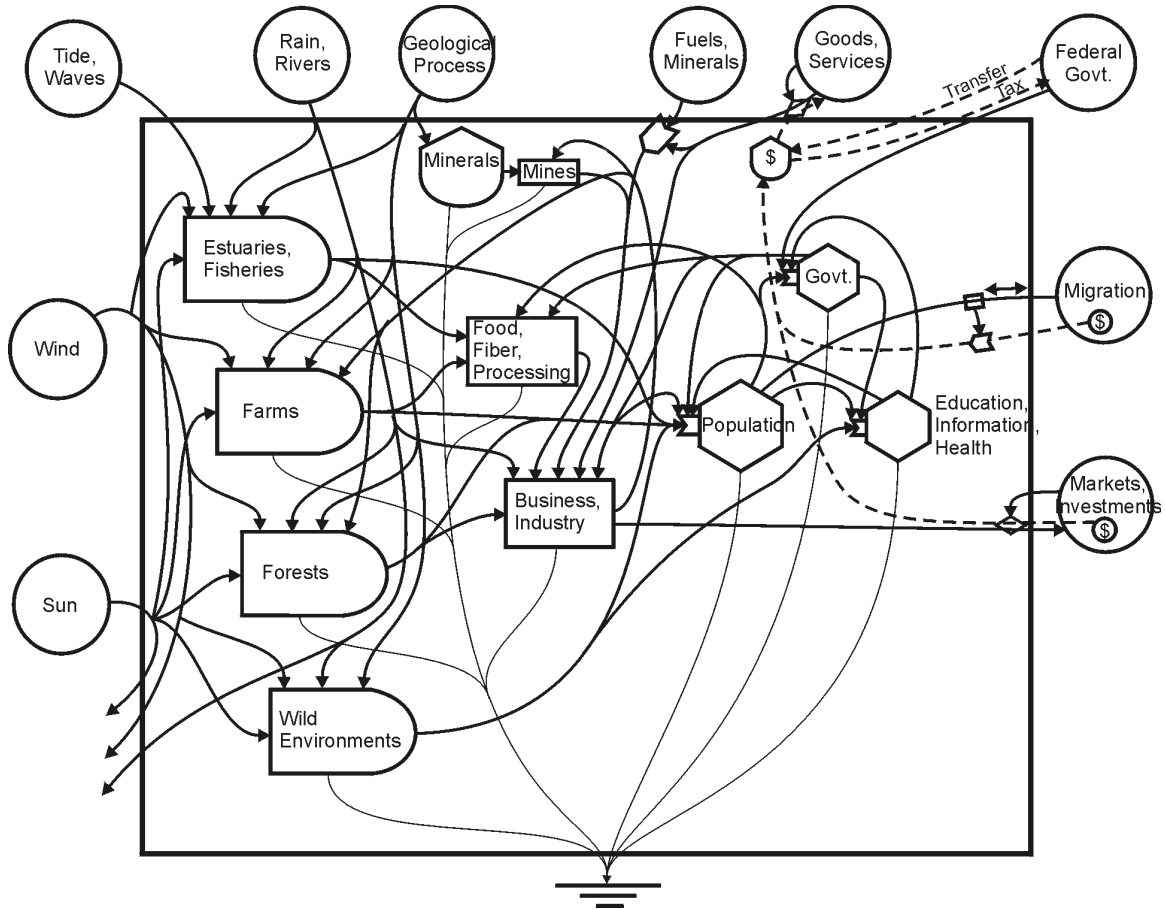 Tide,
Waves
Rain,
Rivers
Geological
Process
Fuels,
Minerals
Goods,
Services
Federal
Govt.
Transfer
Tax
Minerals
Mines
$
Estuaries,
Fisheries
Govt.
Migration
$
Wind
Food,
Fiber,
Processing
Farms
Population
Education,
Information,
Health
Business,
Industry
Markets,
Investments
$
Forests
Sun
Wild
Environments